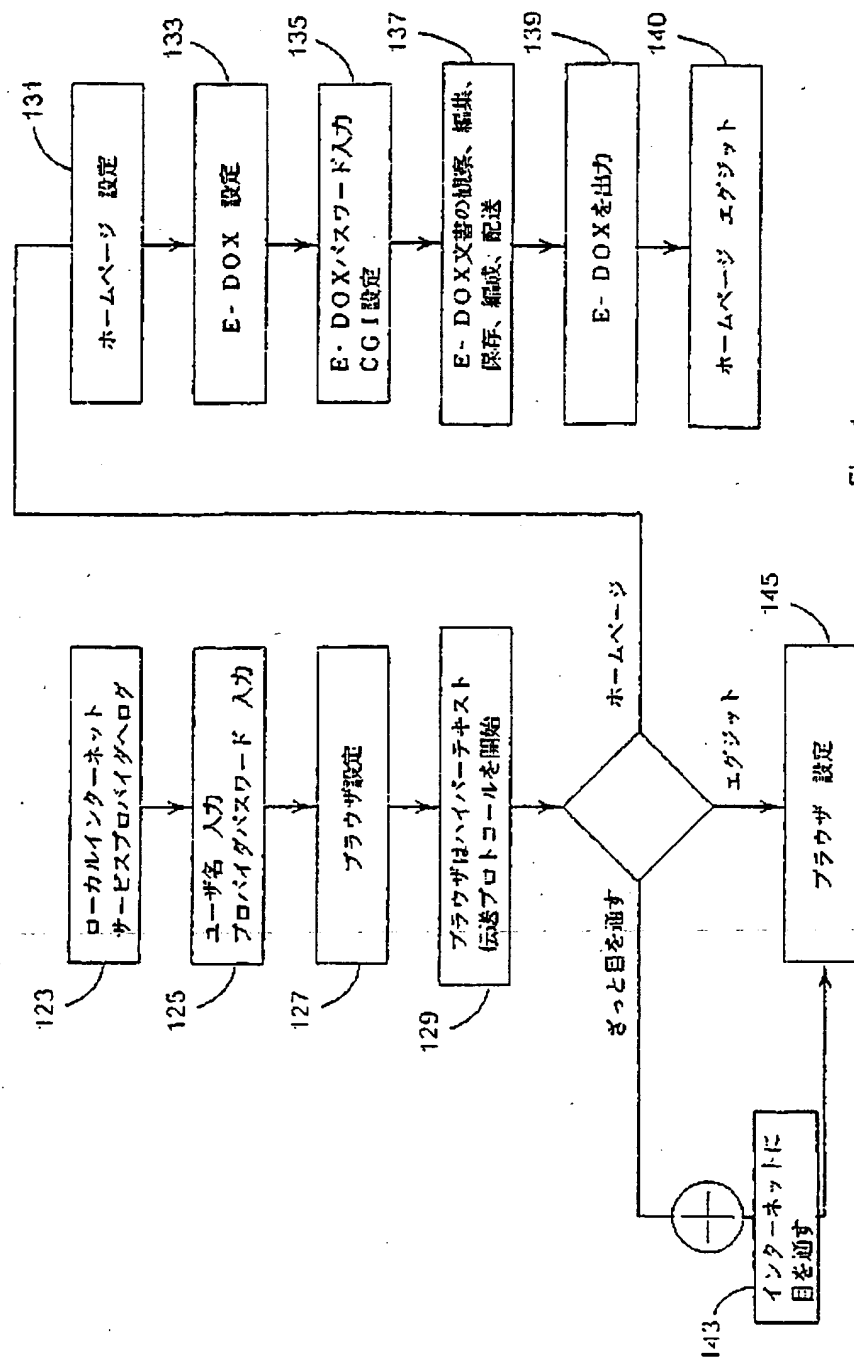 123
ローカルインターネット
サービスプロバイダへログ
125
ユーザ名 入力
プロバイダパスワード 入力
127
ブラウザ設定
129
ブラウザはハイパーテキスト
伝送プロトコールを開始
ざっと目を通す
ホームページ
エグジット
143
インターネットに
目を通す
145
ブラウザ 設定
131
ホームページ 設定
133
E-DOX 設定
135
E-DOXパスワード入力
CGI設定
137
E-DOX文書の観察、編集、
保存、編成、配送
139
E-DOXを出力
140
ホームページ エグジット